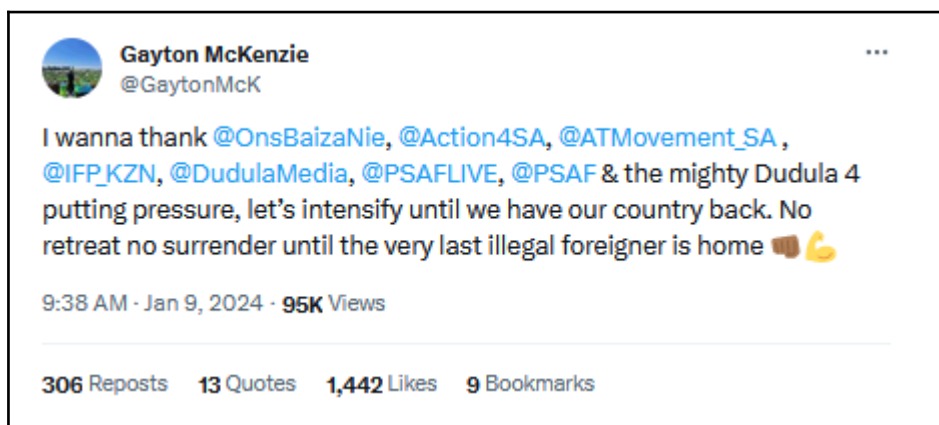 Gayton McKenzie
@GaytonMcK
I wanna thank @OnsBaizaNie, @Action4SA, @ATMovement_SA ,
@IFP_KZN, @DudulaMedia, @PSAFLIVE, @PSAF & the mighty Dudula 4
putting pressure, let’s intensify until we have our country back. No
retreat no surrender until the very last illegal foreigner is home 👊🏾💪
9:38 AM · Jan 9, 2024 · 95K Views
306 Reposts 13 Quotes 1,442 Likes 9 Bookmarks